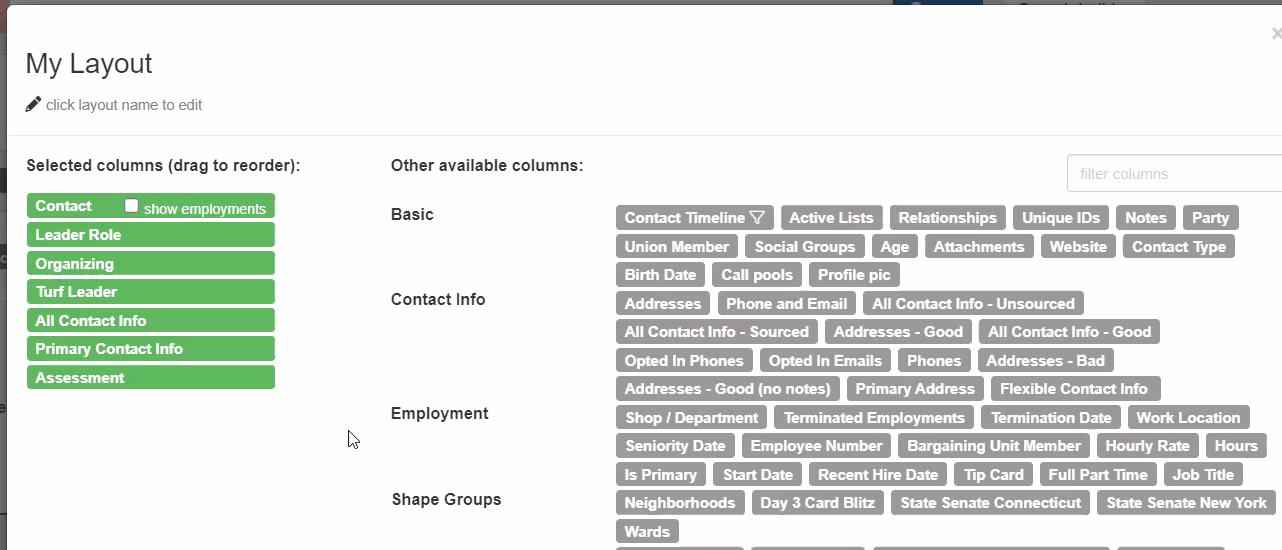 My Layout
click layout name to edit
Selected columns (drag to reorder):
Contact show employments
Leader Role
Organizing
Turf Leader
All Contact Info
Primary Contact Info
Assessment
Other available columns:
filter columns
Basic
Contact Timeline Active Lists Relationships Unique IDs Notes Party
Union Member Social Groups Age Attachments Website Contact Type
Birth Date Call pools Profile pic
Contact Info
Addresses Phone and Email All Contact Info - Unsourced
All Contact Info - Sourced Addresses - Good All Contact Info - Good
Opted In Phones Opted In Emails Phones Addresses - Bad
Addresses - Good (no notes) Primary Address Flexible Contact Info
Employment
Shop / Department Terminated Employments Termination Date Work Location
Seniority Date Employee Number Bargaining Unit Member Hourly Rate Hours
Is Primary Start Date Recent Hire Date Tip Card Full Part Time Job Title
Shape Groups
Neighborhoods Day 3 Card Blitz State Senate Connecticut State Senate New York
Wards